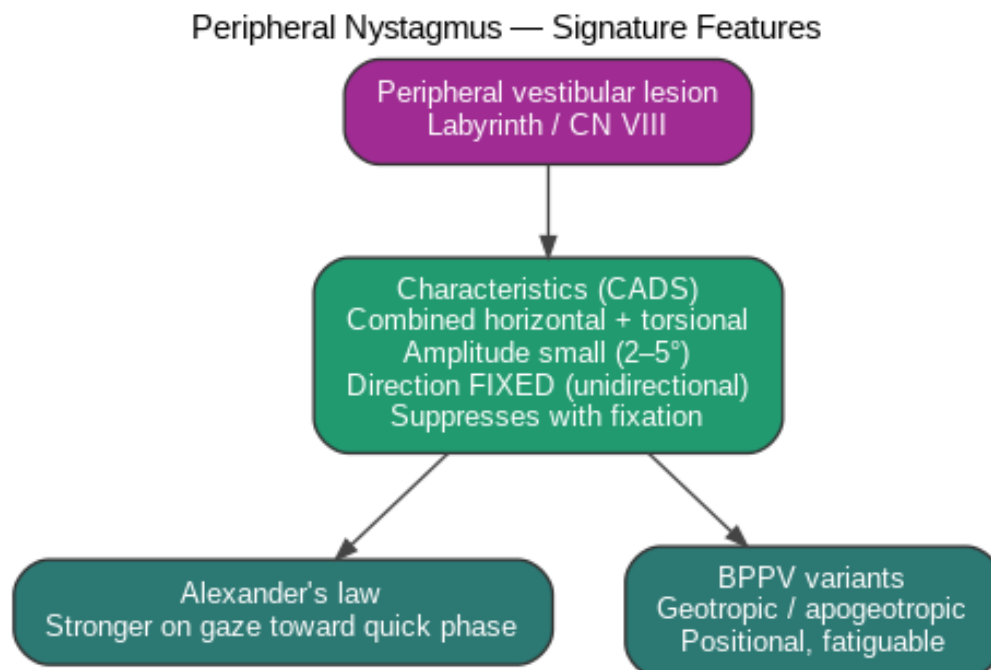 Peripheral Nystagmus — Signature Features
Peripheral vestibular lesion
Labyrinth / CN VIII
Characteristics (CADS)
Combined horizontal + torsional
Amplitude small (2–5°)
Direction FIXED (unidirectional)
Suppresses with fixation
Alexander's law
Stronger on gaze toward quick phase
BPPV variants
Geotropic / apogeotropic
Positional, fatiguable